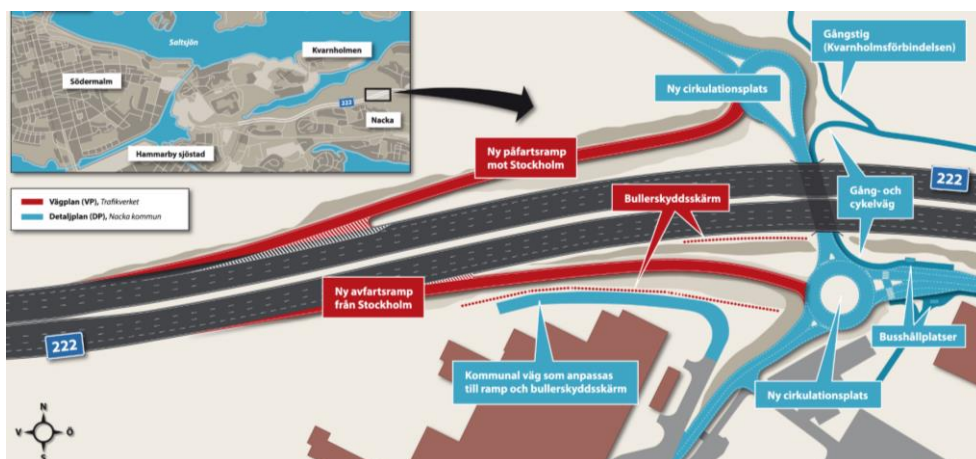 Saltsjön
Kvarnholmen
Södermalm
222
Nacka
Hammarby sjöstad
Gångstig
(Kvarnholmsförbindelsen)
Ny cirkulationsplats
Ny påfartsramp
mot Stockholm
Vägplan (VP), Trafikverket
Detaljplan (DP), Nacka kommun
Bullerskyddsskärm
222
Gång- och
cykelväg
Ny avfartsramp
från Stockholm
222
Busshållplatser
Kommunal väg som anpassas
till ramp och bullerskyddsskärm
Ny cirkulationsplats
N
V Ö
S